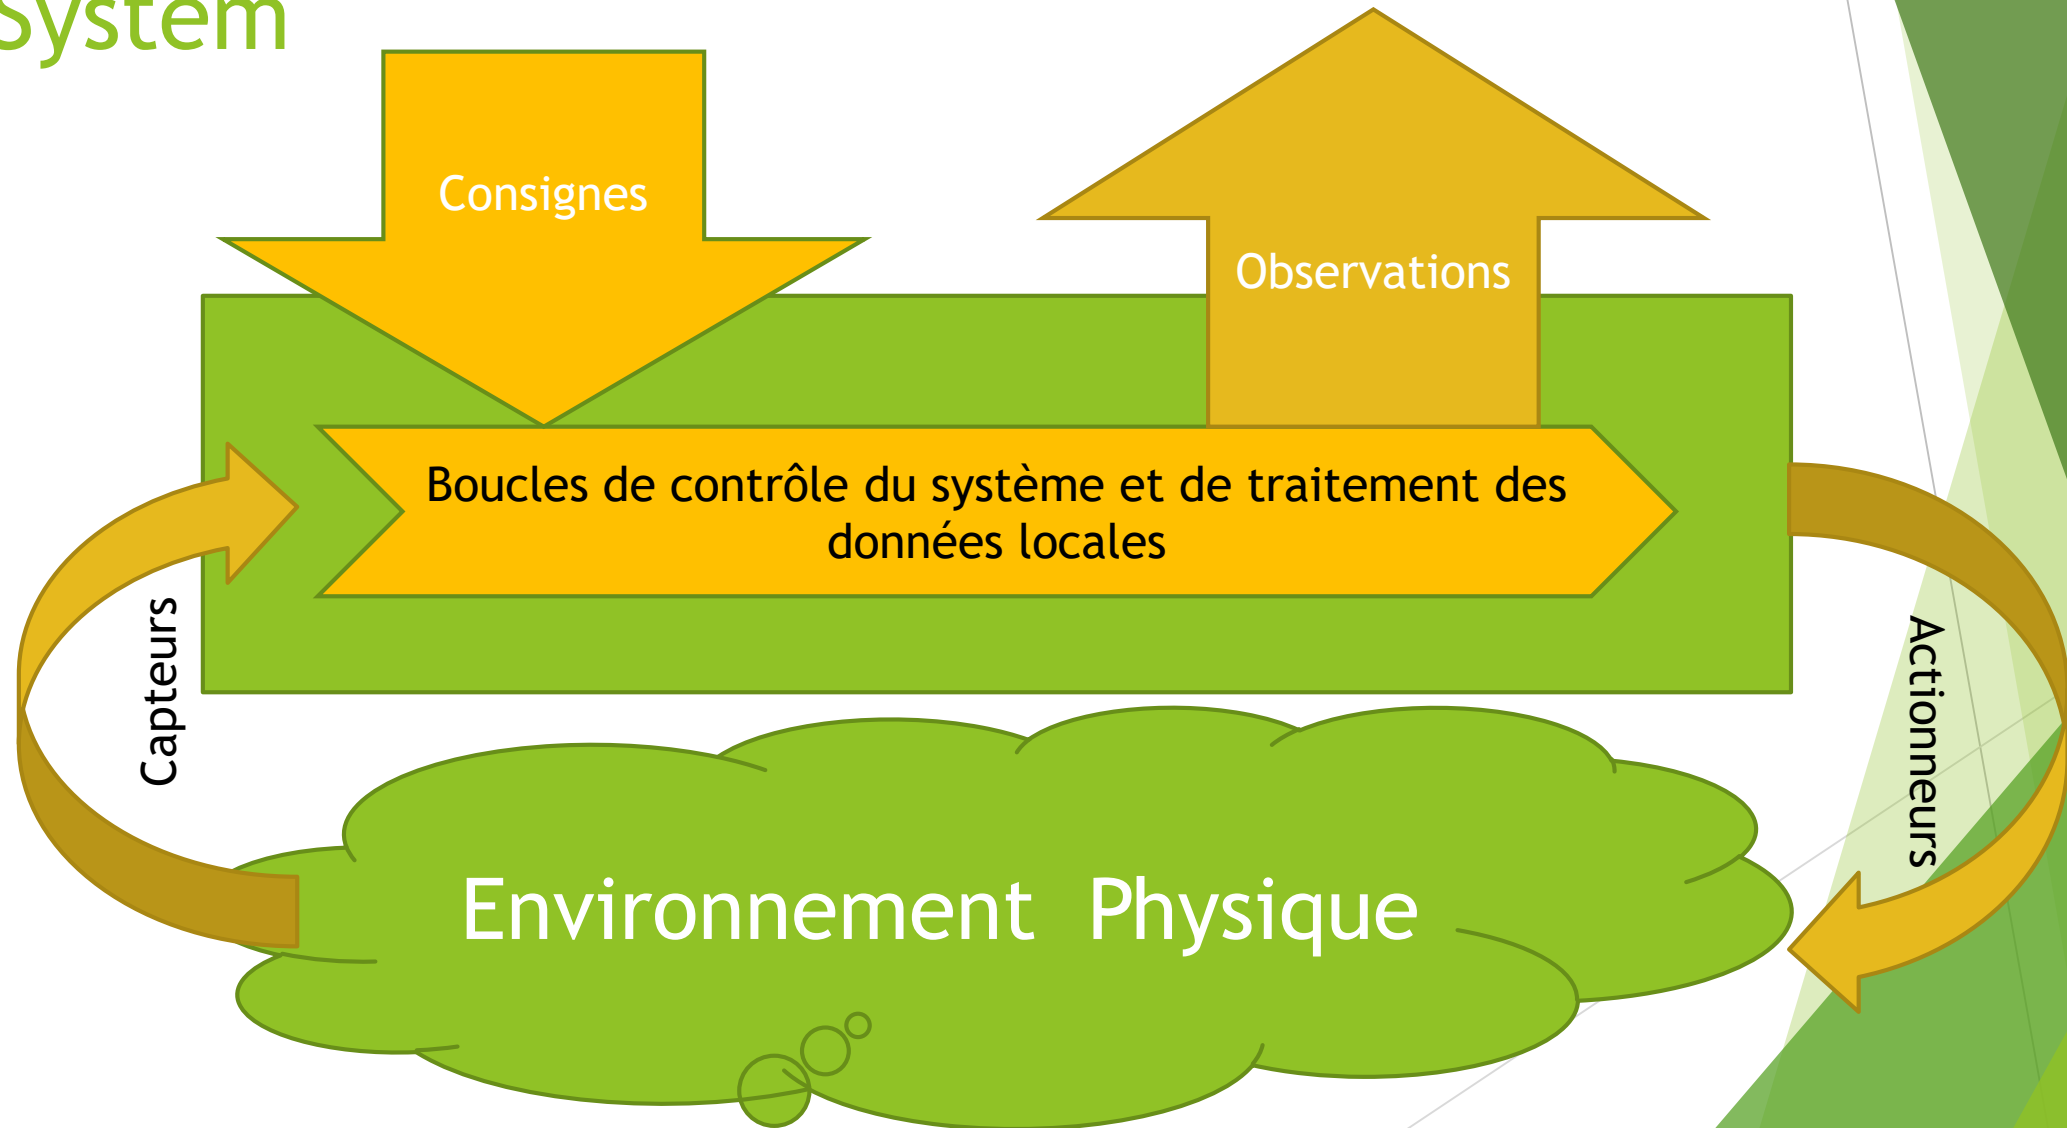 System
Consignes
Observations
Boucles de contrôle du système et de traitement des
données locales
Capteurs
Actionneurs
Environnement Physique